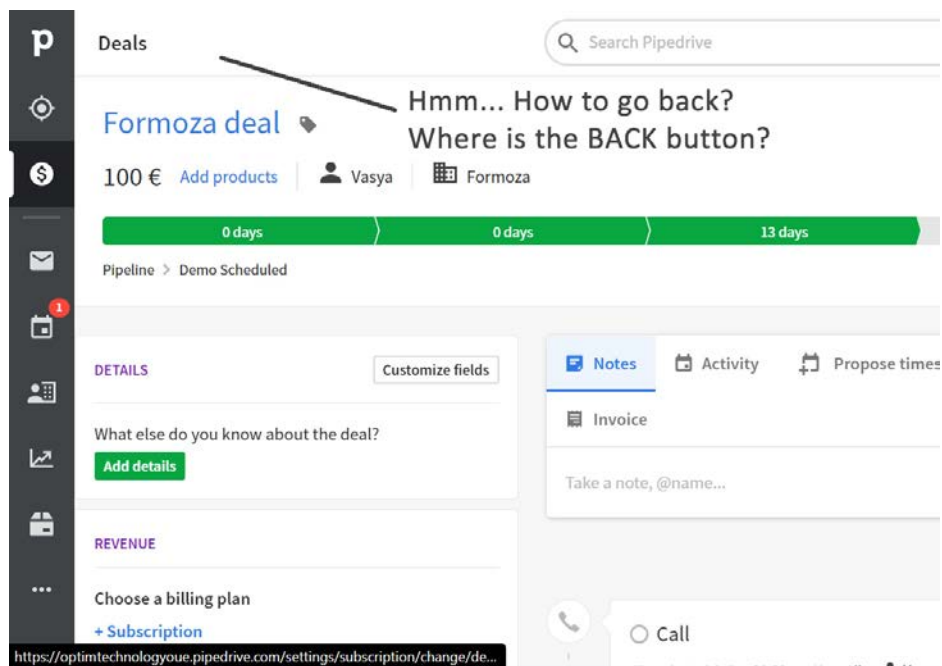 p
Deals
Search Pipedrive
Hmm... How to go back?
Where is the BACK button?
Formoza deal
100 € Add products Vasya Formoza
0 days 0 days 13 days
Pipeline > Demo Scheduled
1
DETAILS
Customize fields
What else do you know about the deal?
Add details
REVENUE
Choose a billing plan
+ Subscription
Notes Activity Propose times
Invoice
Take a note, @name...
Call
https://optimtechnologyoue.pipedrive.com/settings/subscription/change/de...